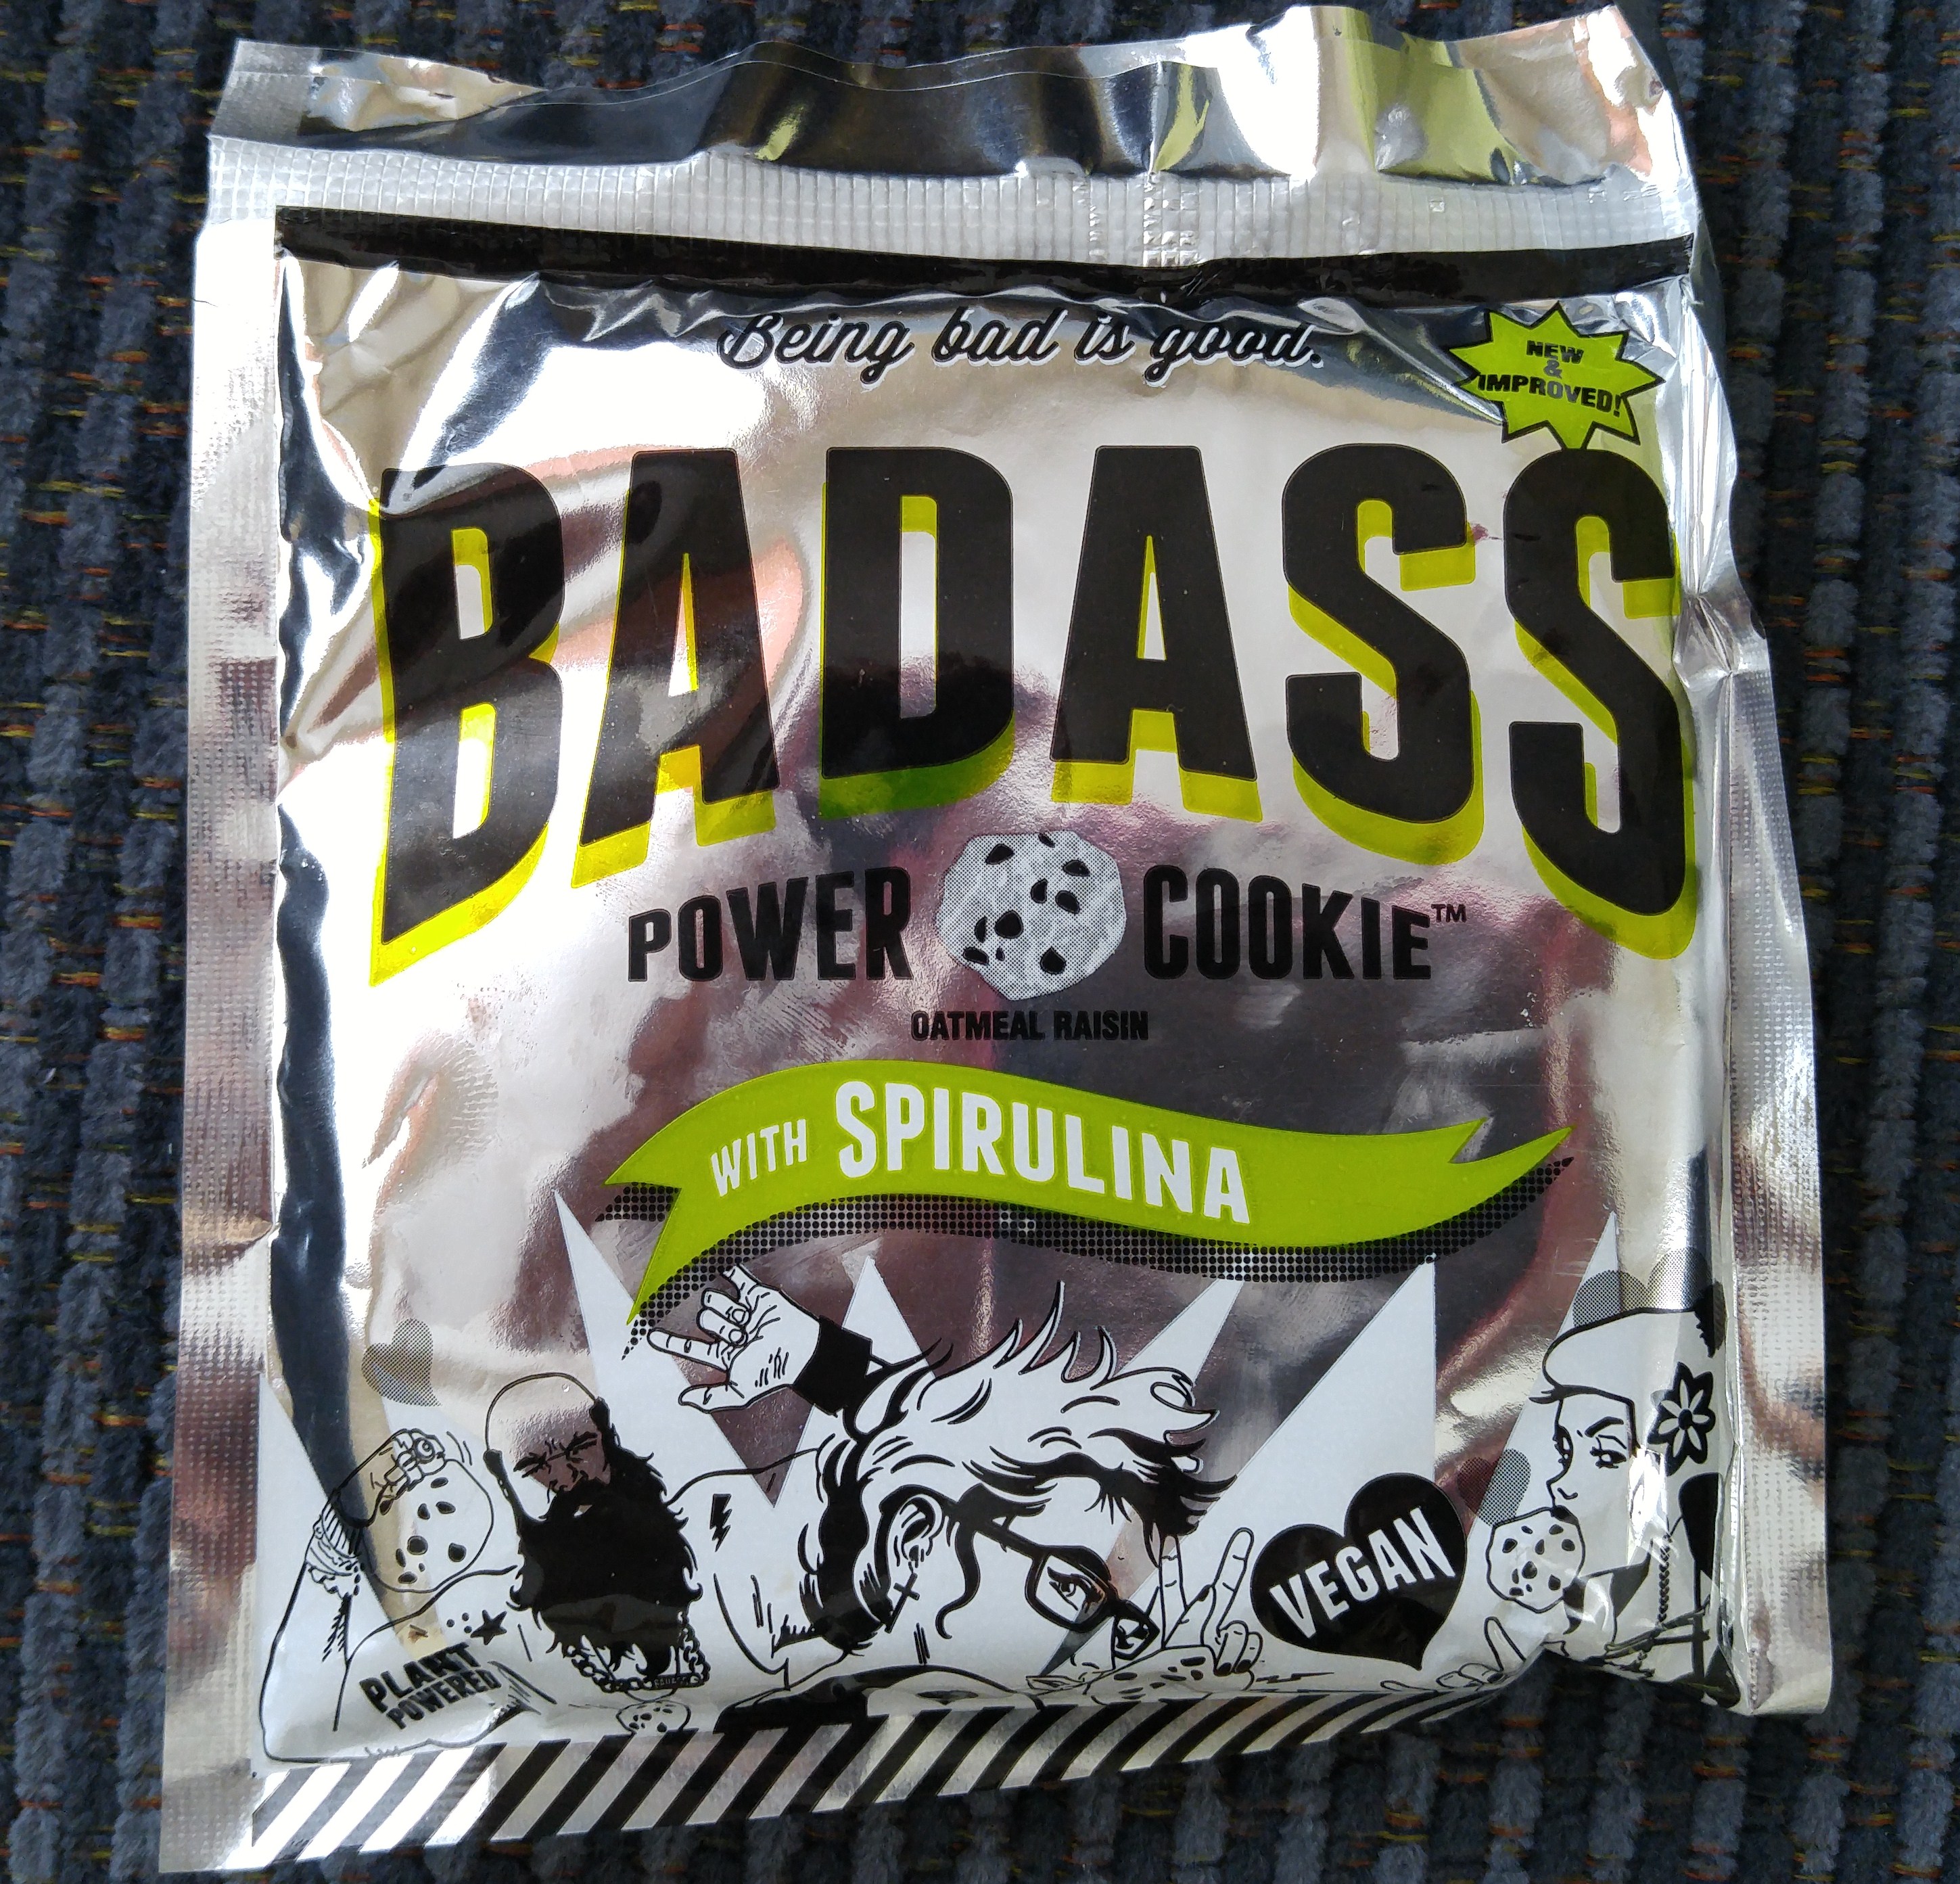 Being bad is good.
NEW
&
IMPROVED!
BADASS
POWER COOKIE™
OATMEAL RAISIN
WITH SPIRULINA
VEGAN
PLANT
POWERED